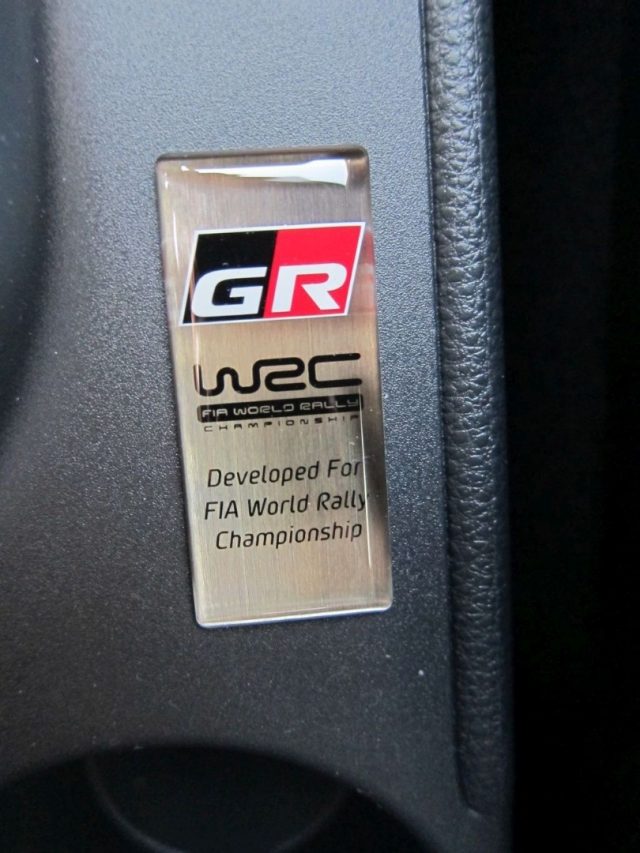 GR
WRC
FIA WORLD RALLY
CHAMPIONSHIP
Developed For
FIA World Rally
Championship